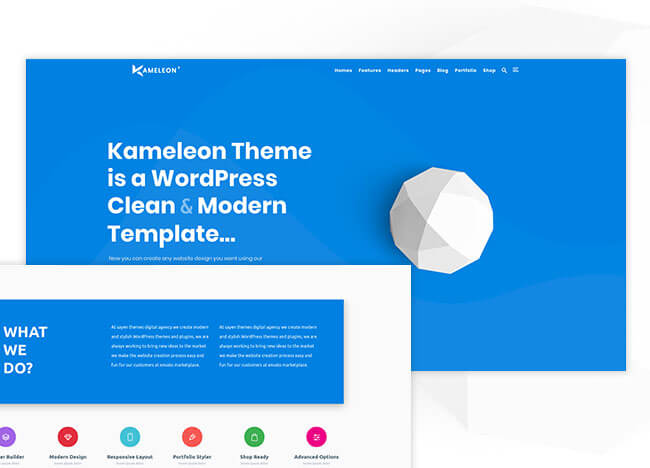 KAMELEON
Homes Features Headers Pages Blog Portfolio Shop
Kameleon Theme
is a WordPress
Clean & Modern
Template...
Now you can create any website design you want using our
WHAT
WE
DO?
At uayer themes digital agency we create modern
and stylish WordPress themes and plugins, we are
always working to bring new ideas to the market
we make the website creation process easy and
fun for our customers at envato marketplace.
At uayer themes digital agency we create modern
and stylish WordPress themes and plugins, we are
always working to bring new ideas to the market
we make the website creation process easy and
fun for our customers at envato marketplace.
er Builder Modern Design Responsive Layout Portfolio Styler Shop Ready Advanced Options